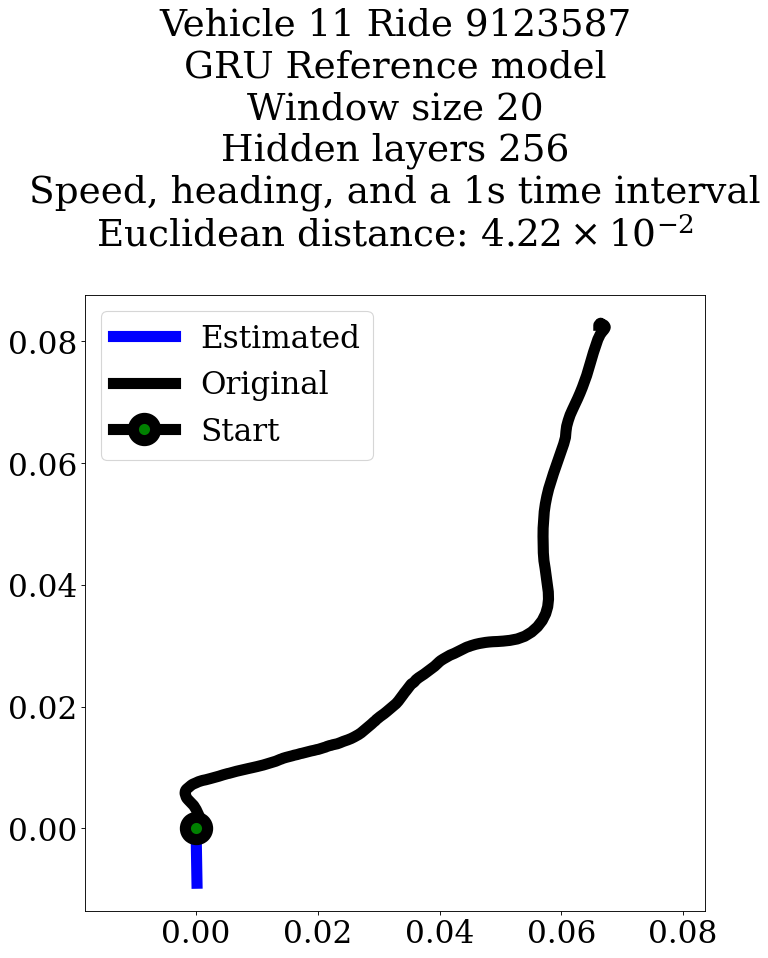 Vehicle 11 Ride 9123587
GRU Reference model
Window size 20
Hidden layers 256
Speed, heading, and a 1s time interval
Euclidean distance: 4.22 × 10⁻²
Estimated
Original
Start
0.08
0.06
0.04
0.02
0.00
0.00 0.02 0.04 0.06 0.08